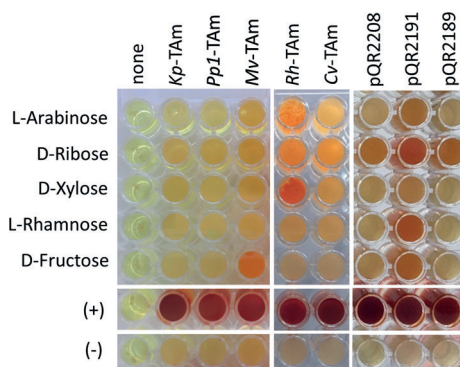 none
Kp-TAm
Pp1-TAm
Mv-TAm
Rh-TAm
Cv-TAm
pQR2208
pQR2191
pQR2189
L-Arabinose
D-Ribose
D-Xylose
L-Rhamnose
D-Fructose
(+)
(-)